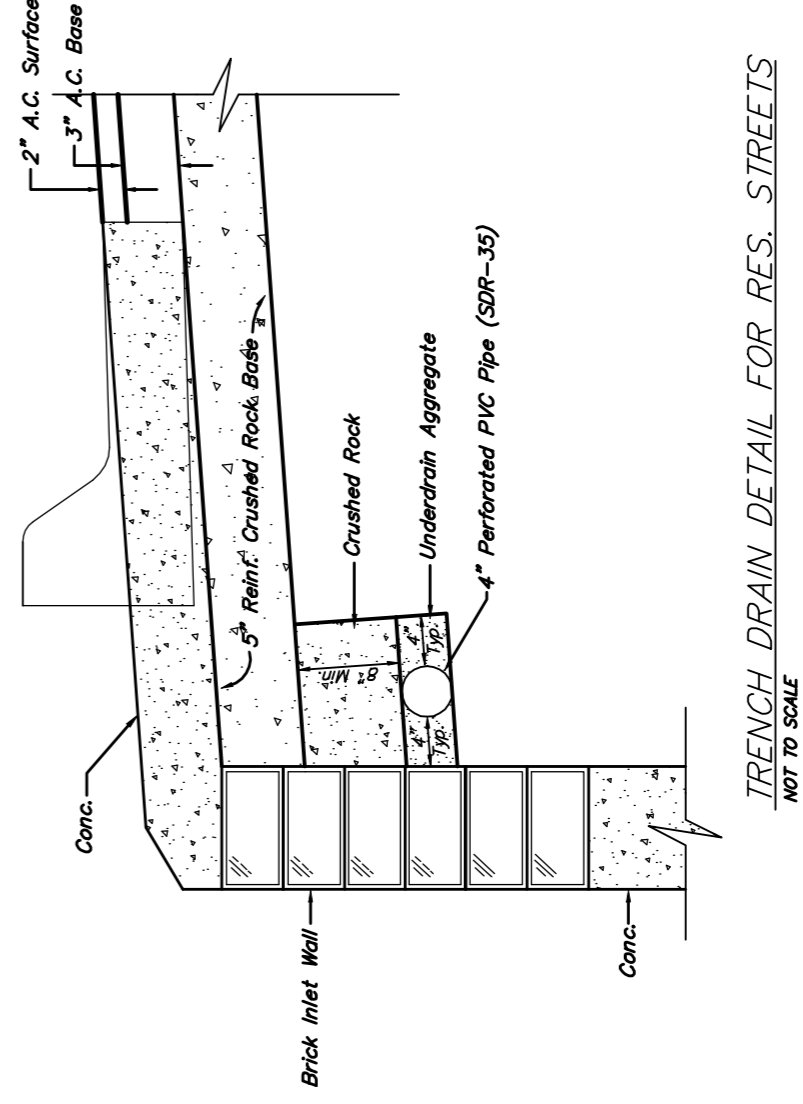 2" A.C. Surface
3" A.C. Base
Conc.
5" Reinf. Crushed Rock Base
Crushed Rock
8" Min.
Underdrain Aggregate
4"
Typ.
4"
Typ.
4" Perforated PVC Pipe (SDR-35)
Brick Inlet Wall
Conc.
TRENCH DRAIN DETAIL FOR RES. STREETS
NOT TO SCALE